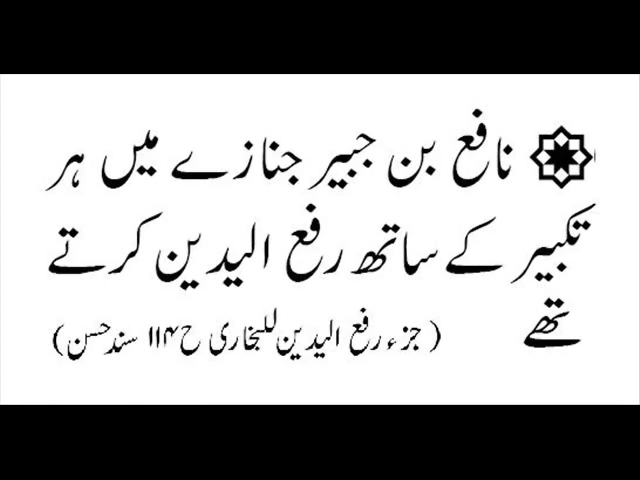 نافع بن جبیر جنازے میں ہر
تکبیر کے ساتھ رفع الیدین کرتے
تھے (جزء رفع الیدین للبخاری ح ۱۱۴ سند حسن)